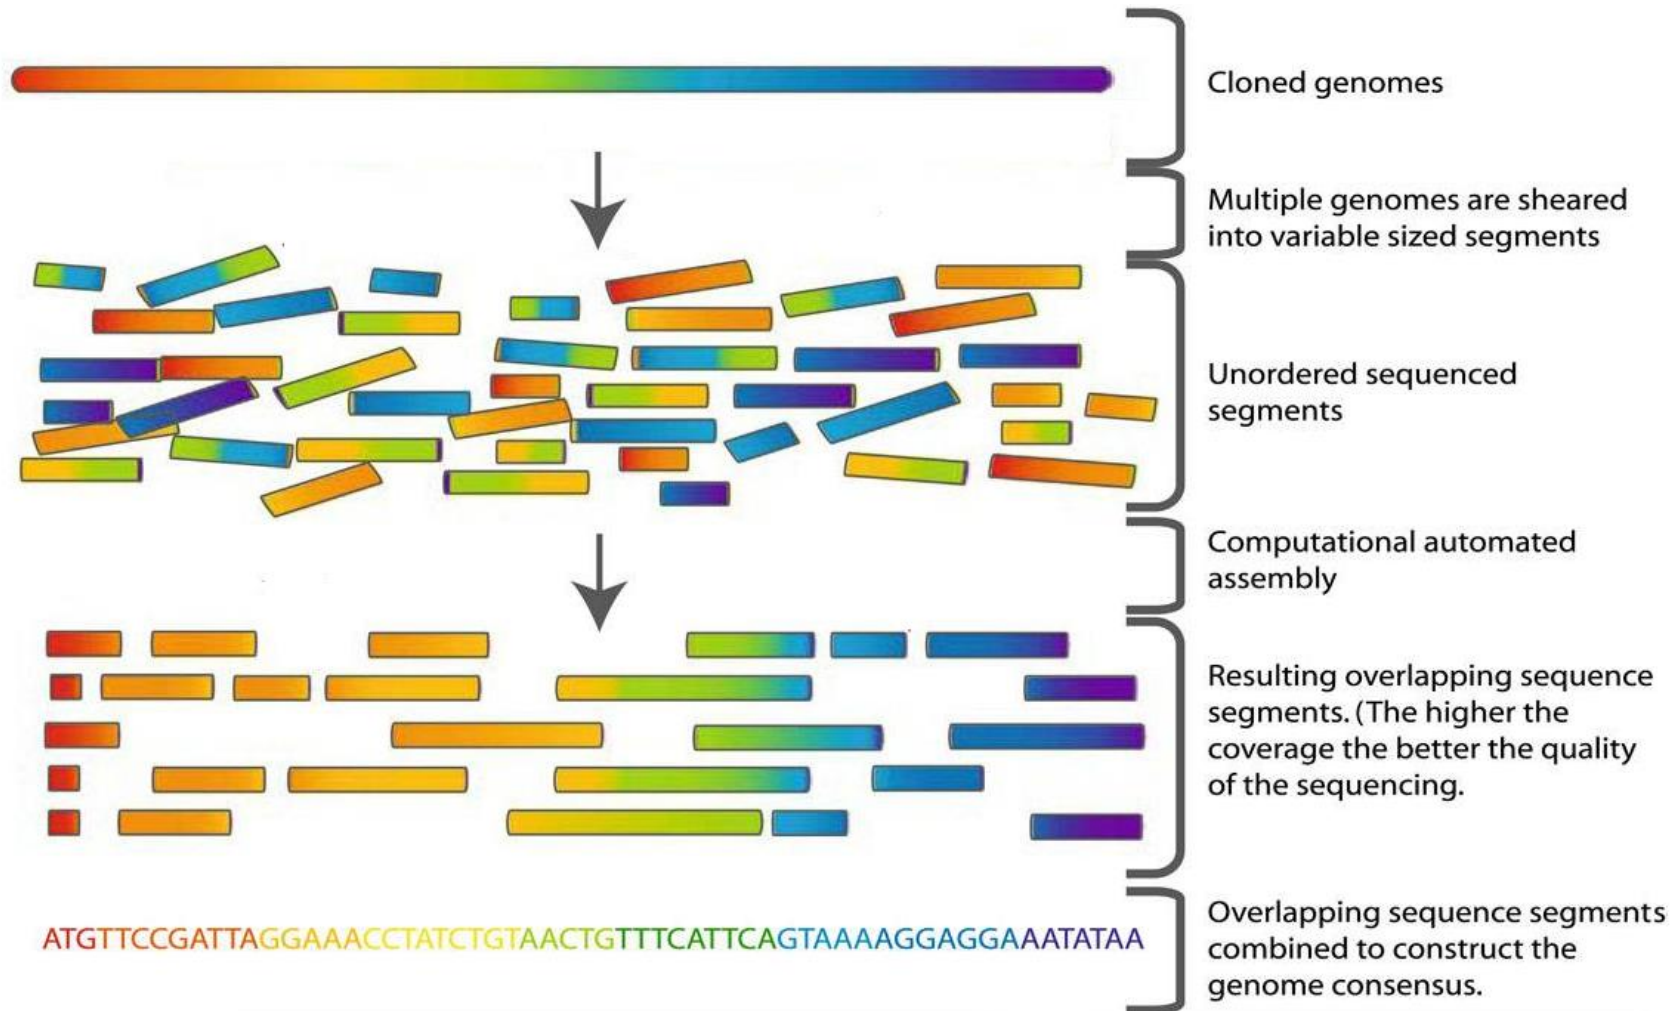 Cloned genomes
Multiple genomes are sheared
into variable sized segments
Unordered sequenced
segments
Computational automated
assembly
Resulting overlapping sequence
segments. (The higher the
coverage the better the quality
of the sequencing.
ATGTTCCGATTAGGAAACCTATCTGTAACTGTTTCATTCAGTAAAAGGAGGAAATATAA
Overlapping sequence segments
combined to construct the
genome consensus.